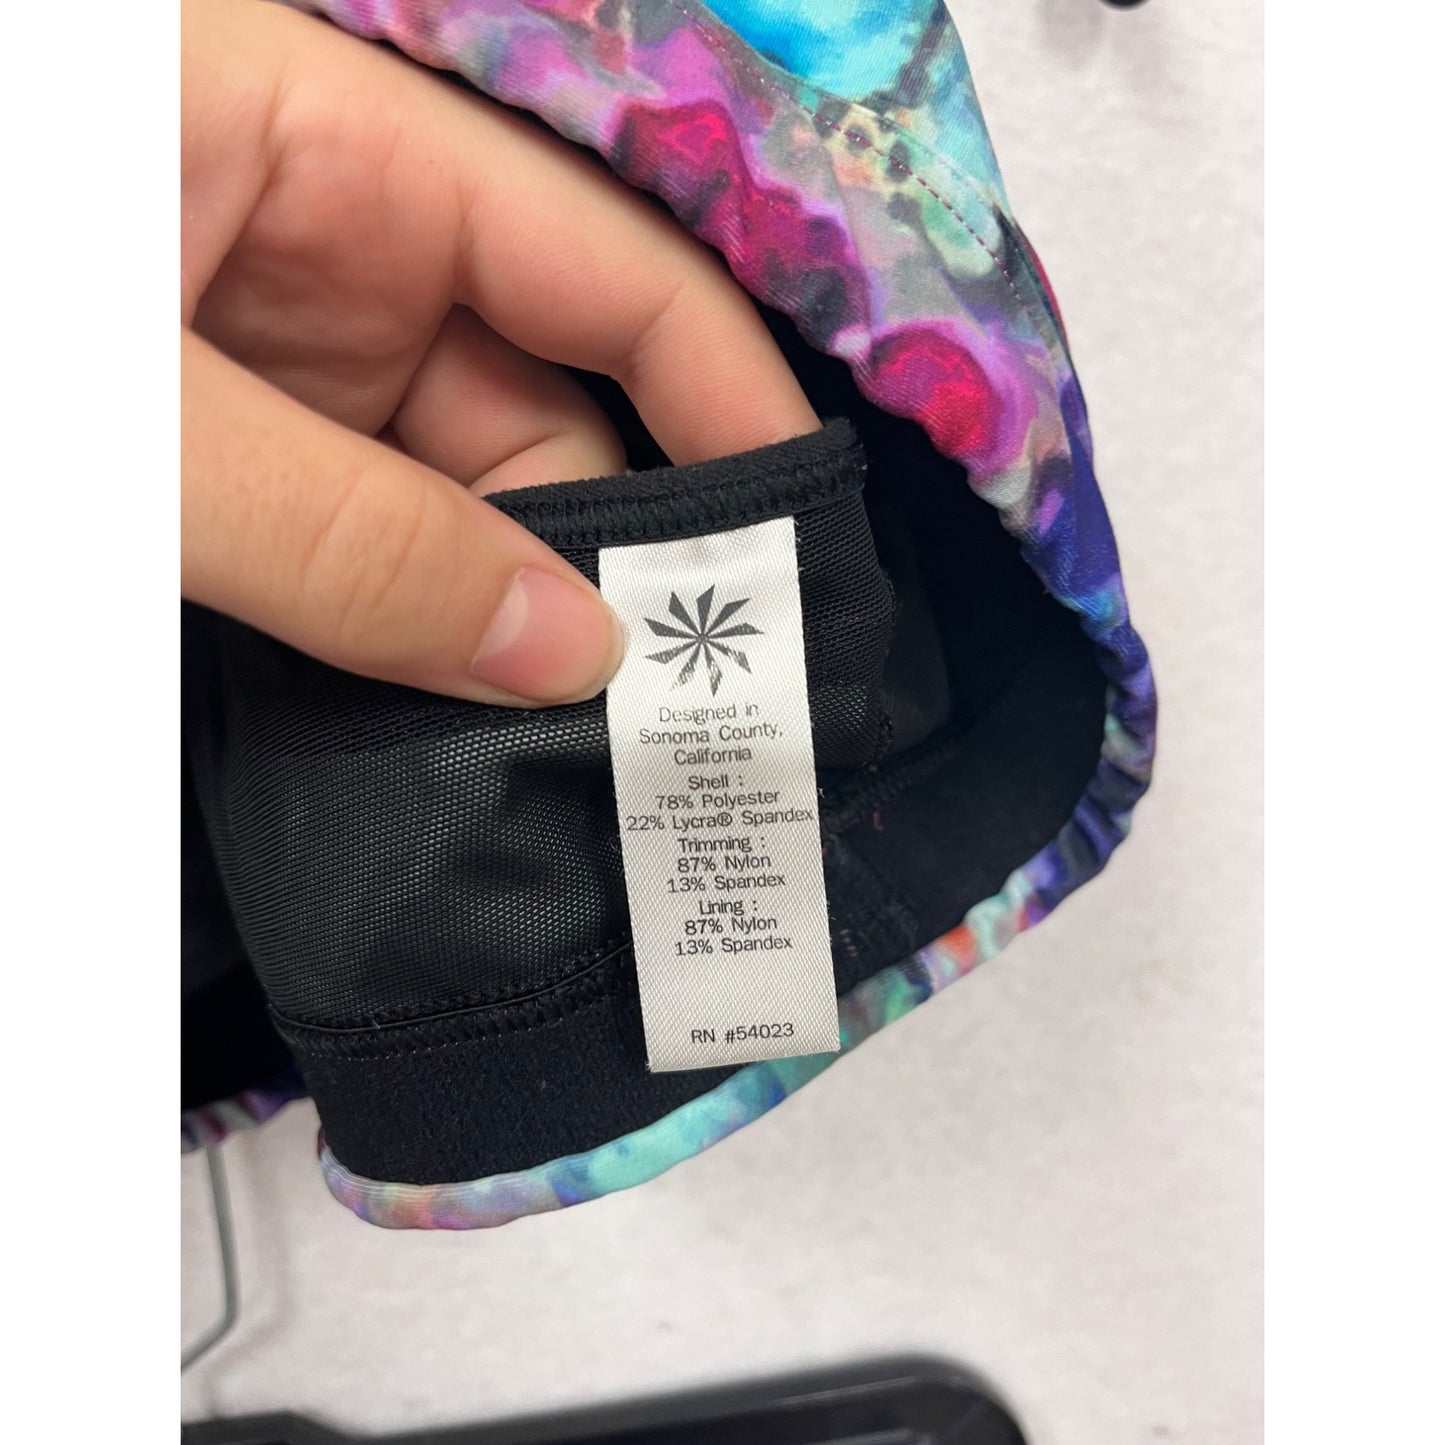 Designed in
Sonoma County,
California
Shell :
78% Polyester
22% Lycra® Spandex
Trimming :
87% Nylon
13% Spandex
Lining :
87% Nylon
13% Spandex
RN #54023